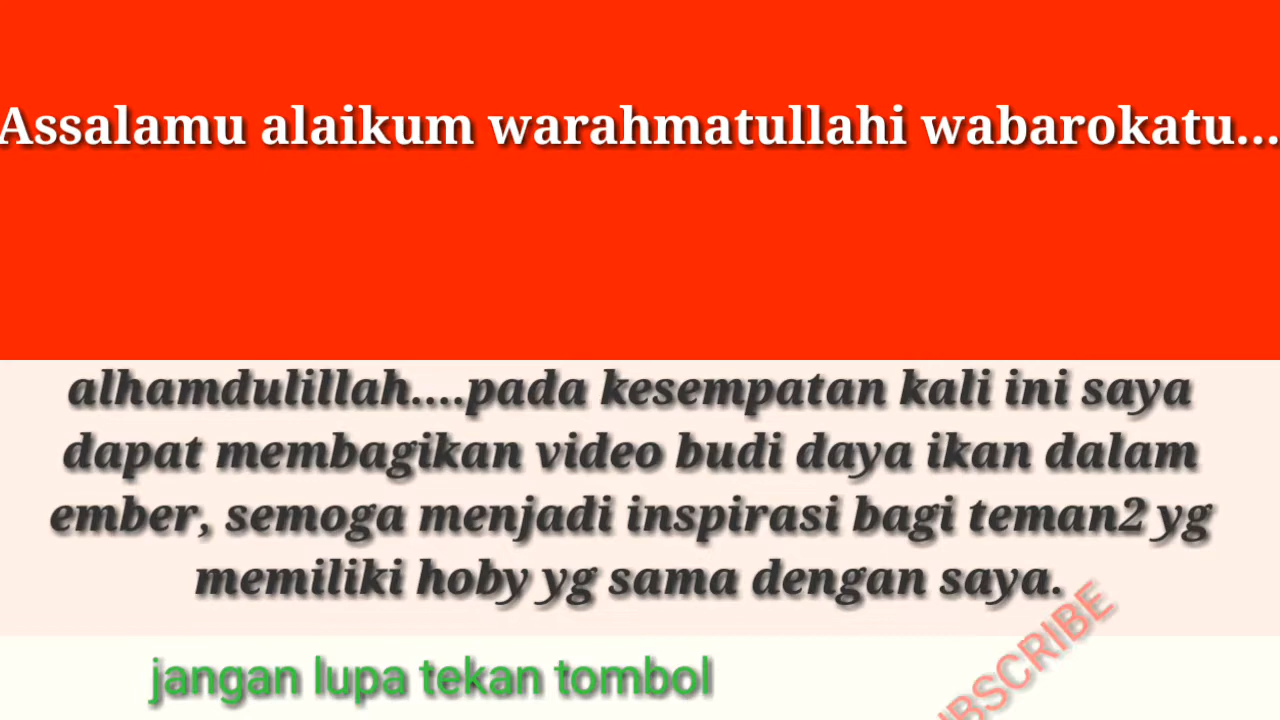 Assalamu alaikum warahmatullahi wabarokatu...
alhamdulillah....pada kesempatan kali ini saya
dapat membagikan video budi daya ikan dalam
ember, semoga menjadi inspirasi bagi teman2 yg
memiliki hoby yg sama dengan saya.
jangan lupa tekan tombol
UBSCRIBE